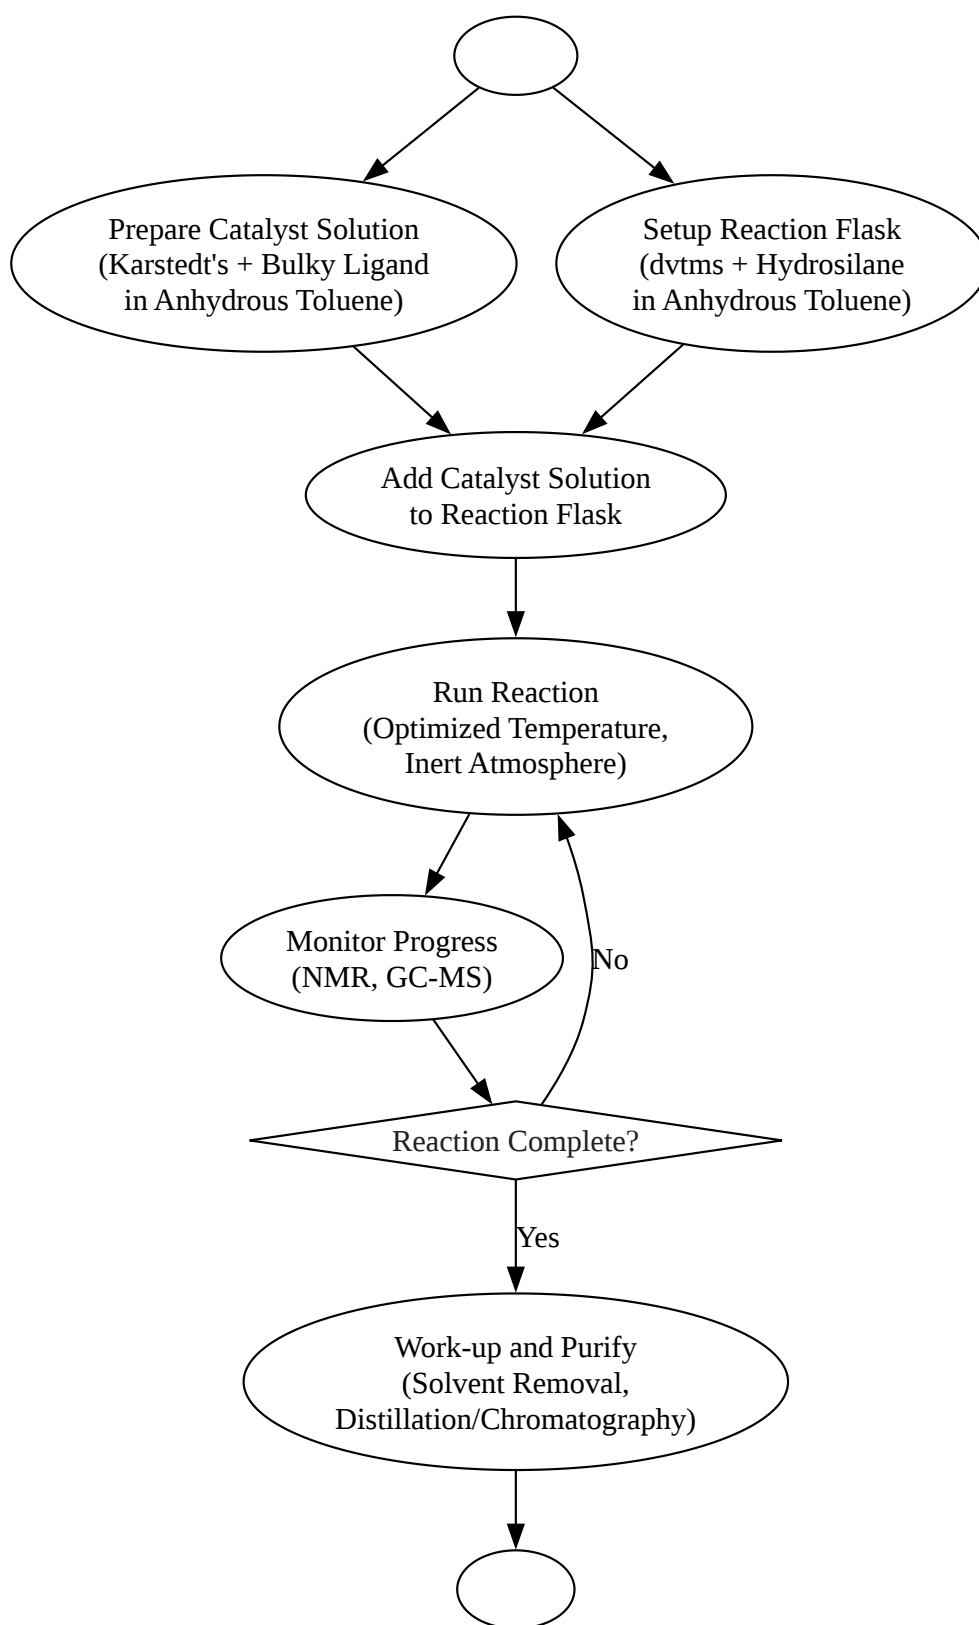 Prepare Catalyst Solution
(Karstedt's + Bulky Ligand
in Anhydrous Toluene)
Setup Reaction Flask
(dvtms + Hydrosilane
in Anhydrous Toluene)
Add Catalyst Solution
to Reaction Flask
Run Reaction
(Optimized Temperature,
Inert Atmosphere)
Monitor Progress
(NMR, GC-MS)
No
Reaction Complete?
Yes
Work-up and Purify
(Solvent Removal,
Distillation/Chromatography)